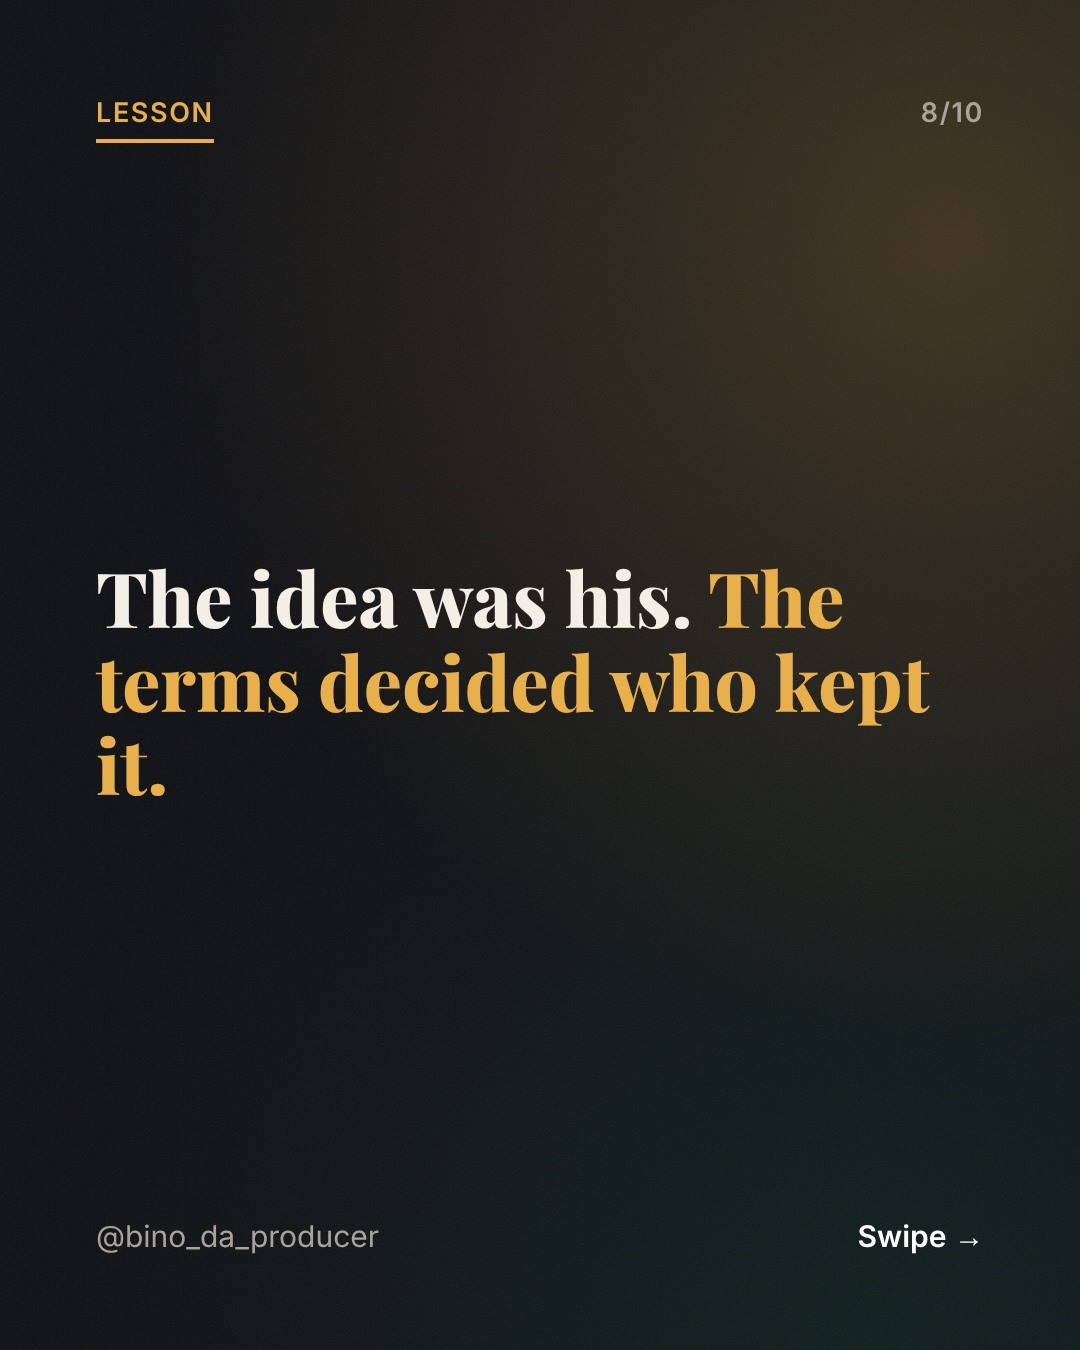 LESSON
8/10
The idea was his. The
terms decided who kept
it.
@bino_da_producer
Swipe →